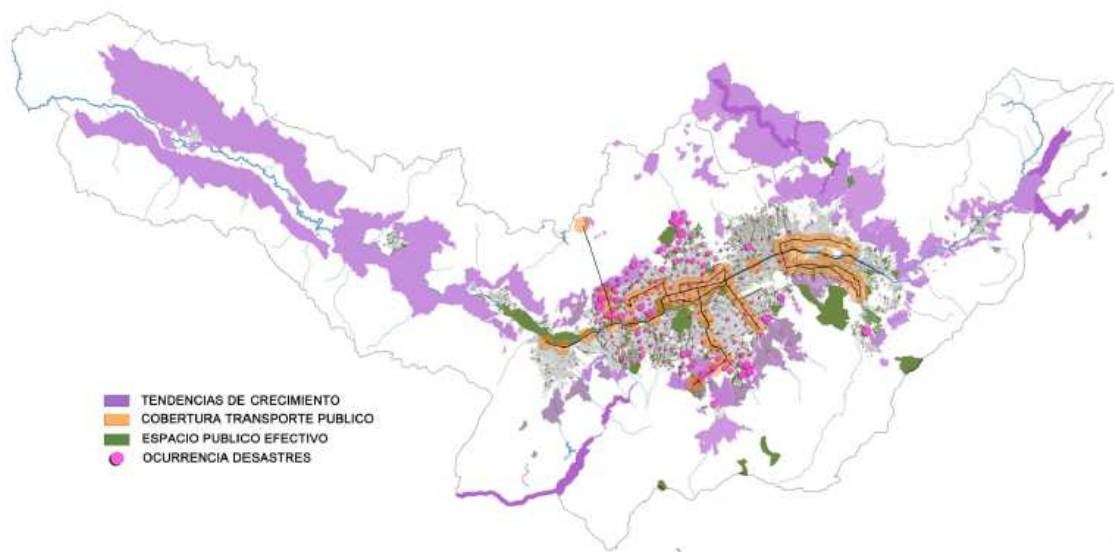 TENDENCIAS DE CRECIMIENTO
COBERTURA TRANSPORTE PUBLICO
ESPACIO PUBLICO EFECTIVO
OCURRENCIA DESASTRES